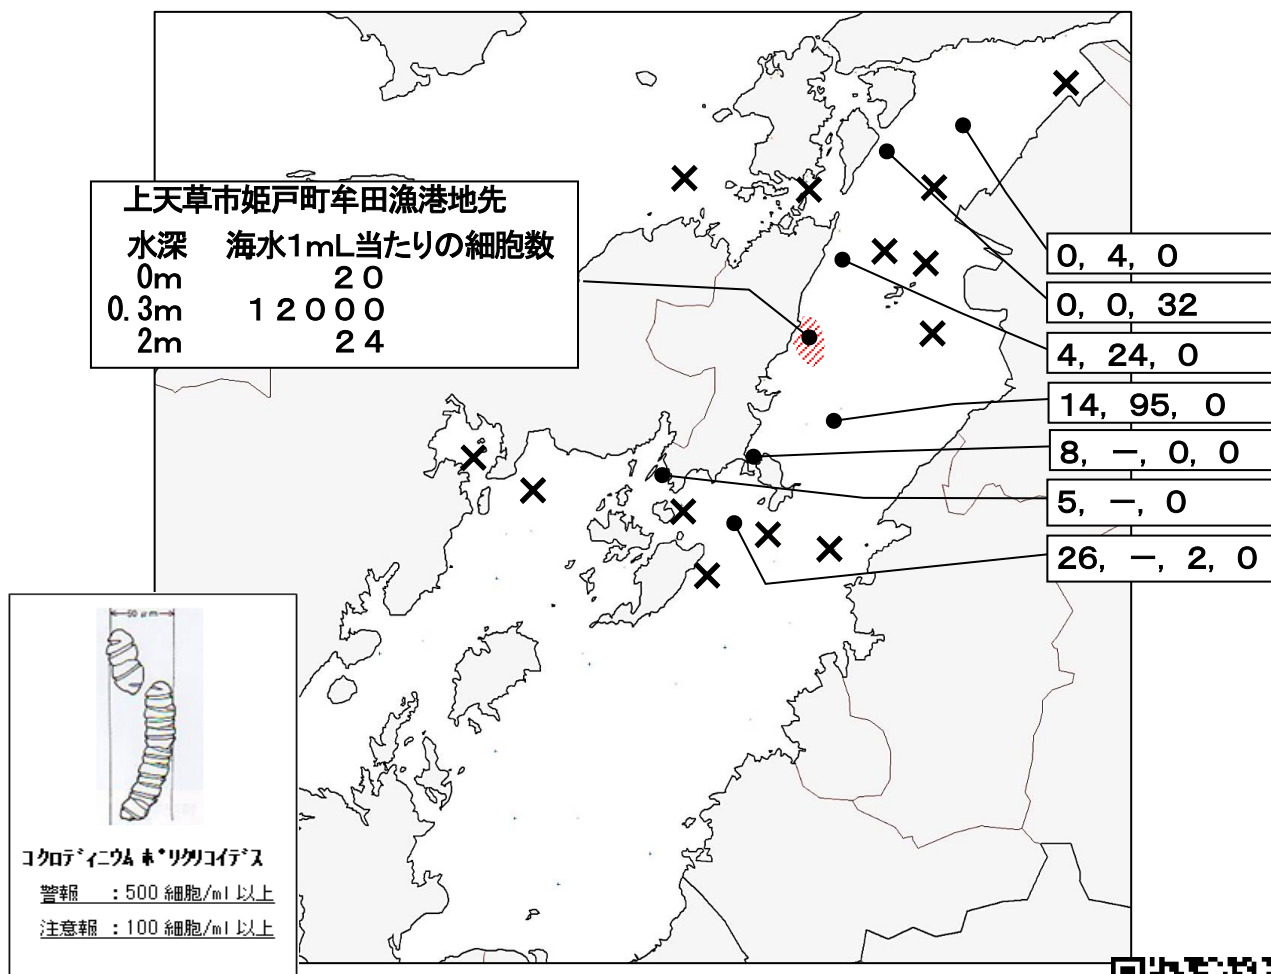 上天草市姫戸町牟田漁港地先
水深 海水1mL当たりの細胞数
0m 20
0.3m 12000
2m 24
0, 4, 0
0, 0, 32
4, 24, 0
14, 95, 0
8, −, 0, 0
5, −, 0
26, −, 2, 0
コクロディニウム ポリクリコイデス
警報 : 500 細胞/ml 以上
注意報 : 100 細胞/ml 以上